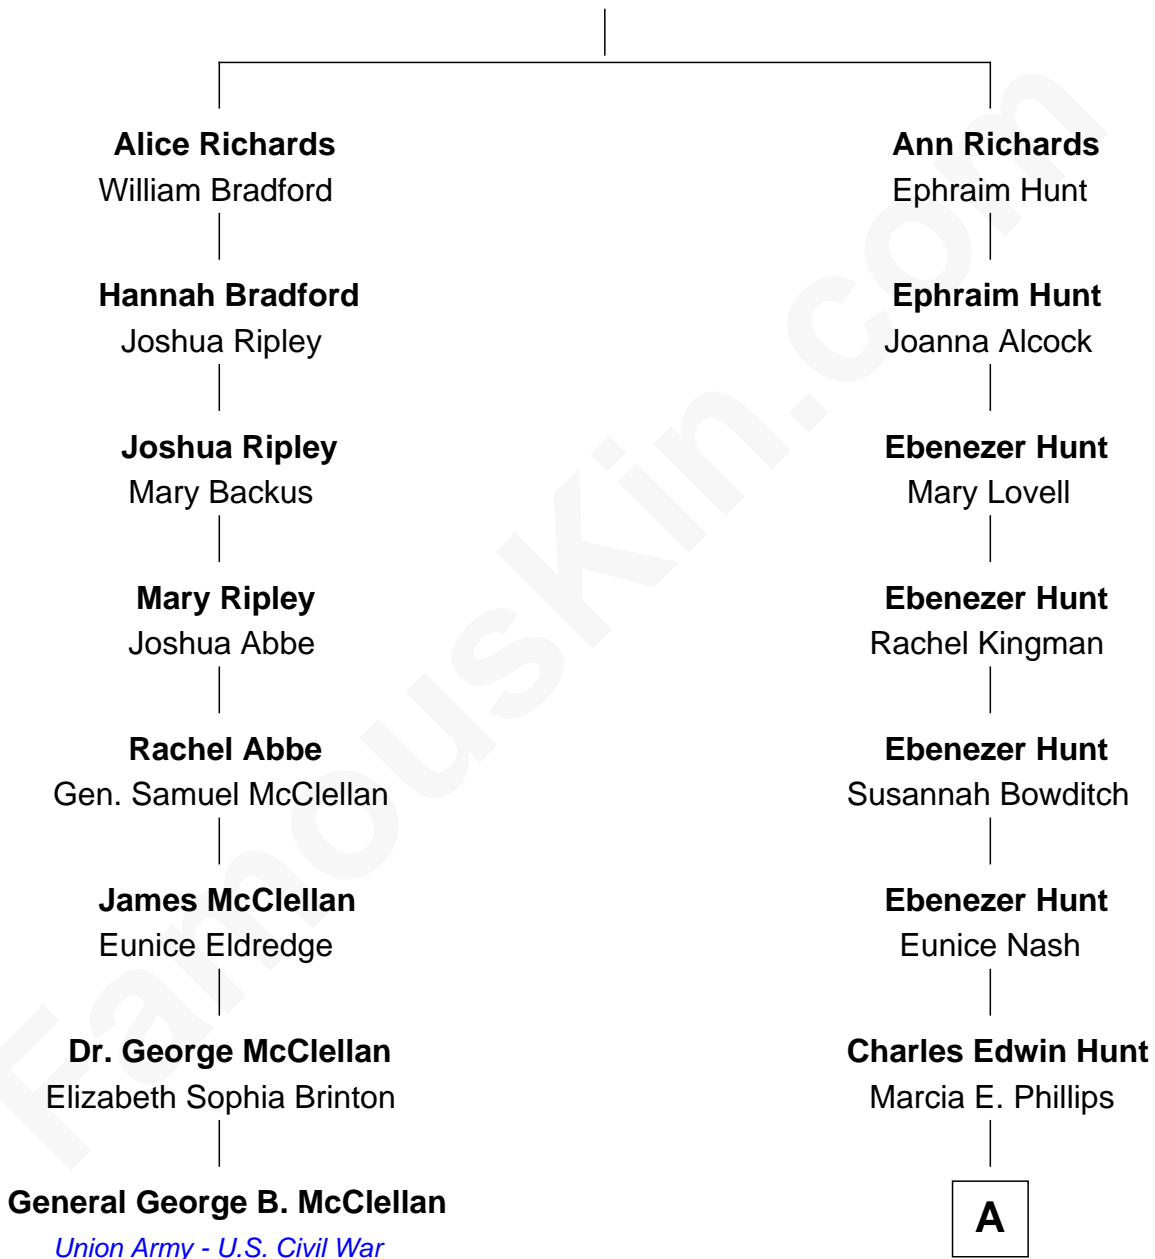 Alice Richards
William Bradford
Ann Richards
Ephraim Hunt
Hannah Bradford
Joshua Ripley
Ephraim Hunt
Joanna Alcock
Joshua Ripley
Mary Backus
Ebenezer Hunt
Mary Lovell
Mary Ripley
Joshua Abbe
Ebenezer Hunt
Rachel Kingman
Rachel Abbe
Gen. Samuel McClellan
Ebenezer Hunt
Susannah Bowditch
James McClellan
Eunice Eldredge
Ebenezer Hunt
Eunice Nash
Dr. George McClellan
Elizabeth Sophia Brinton
Charles Edwin Hunt
Marcia E. Phillips
General George B. McClellan
Union Army - U.S. Civil War
A
FamousKin.com